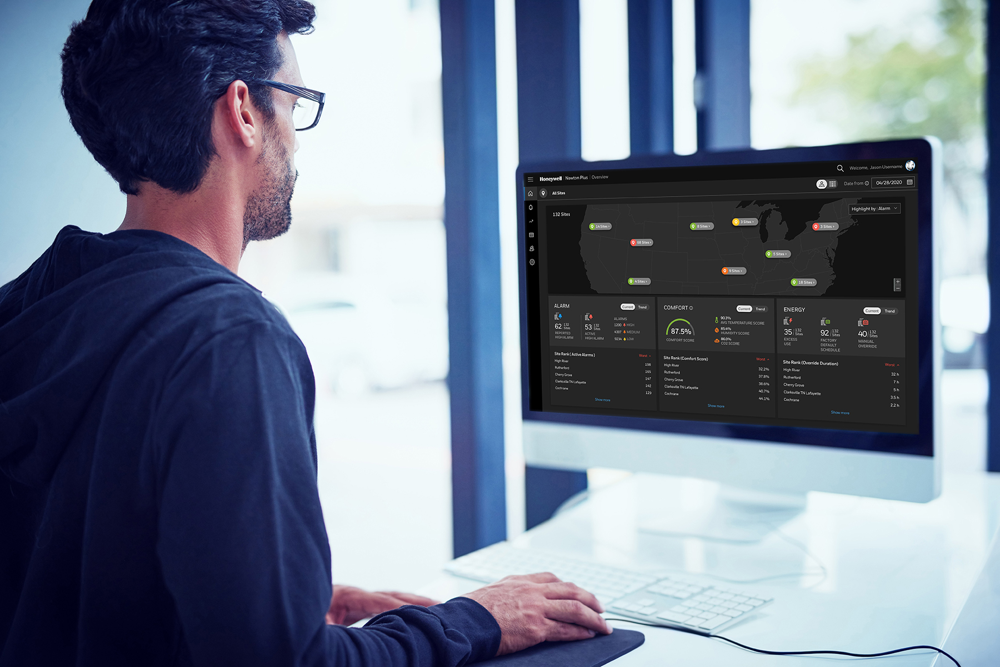 Honeywell | Newton Plus | Overview
Welcome, Jason Username
All Sites
Date from
04/28/2020
132 Sites
Highlight by : Alarm
14 Sites >
8 Sites >
3 Sites >
3 Sites >
68 Sites >
5 Sites >
9 Sites >
4 Sites >
18 Sites >
+
−
ALARM
Current Trend
62 132 Sites
REPORTED
HIGH ALARM
53 132 Sites
ACTIVE
HIGH ALARM
ALARMS
1200 HIGH
4307 MEDIUM
9234 LOW
Site Rank ( Active Alarms )
Worst
High River 198
Rutherford 165
Cherry Grove 147
Clarksville TN Lafayette 142
Cochrane 129
Show more
COMFORT
Current Trend
87.5%
COMFORT SCORE
90.3%
AVG TEMPERATURE SCORE
85.4%
HUMIDITY SCORE
86.0%
CO2 SCORE
Site Rank (Comfort Score)
Worst
High River 32.2%
Rutherford 37.8%
Cherry Grove 38.6%
Clarksville TN Lafayette 40.7%
Cochrane 44.1%
Show more
ENERGY
Current Trend
35 132 Sites
EXCESS
USE
92 132 Sites
FACTORY
DEFAULT
SCHEDULE
40 132 Sites
MANUAL
OVERRIDE
Site Rank (Override Duration)
Worst
High River 32 h
Rutherford 7 h
Cherry Grove 5 h
Clarksville TN Lafayette 3.5 h
Cochrane 2.2 h
Show more